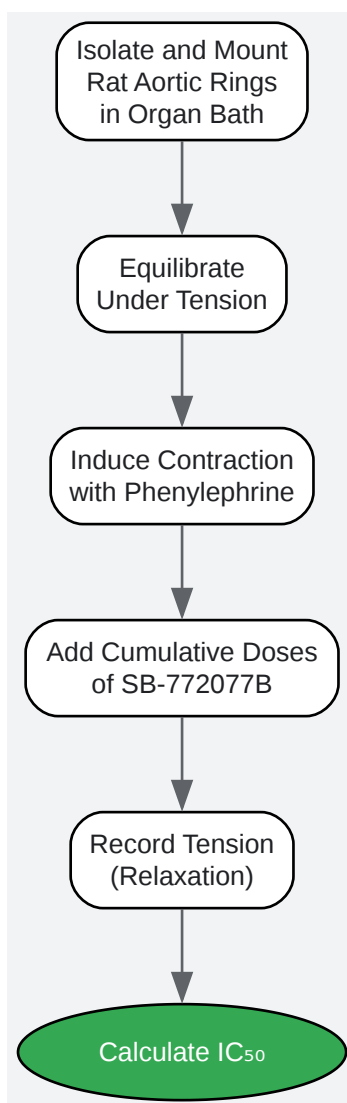 Isolate and Mount
Rat Aortic Rings
in Organ Bath
Equilibrate
Under Tension
Induce Contraction
with Phenylephrine
Add Cumulative Doses
of SB-772077B
Record Tension
(Relaxation)
Calculate IC₅₀